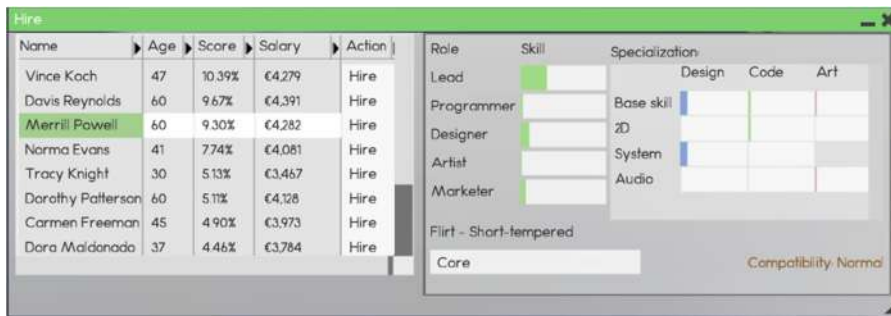 Hire
Name Age Score Salary Action
Vince Koch 47 10.39% €4,279 Hire
Davis Reynolds 60 9.67% €4,391 Hire
Merrill Powell 60 9.30% €4,282 Hire
Norma Evans 41 7.74% €4,081 Hire
Tracy Knight 30 5.13% €3,467 Hire
Dorothy Patterson 60 5.11% €4,128 Hire
Carmen Freeman 45 4.90% €3,973 Hire
Dora Maldonado 37 4.46% €3,784 Hire
Role Skill
Lead
Programmer
Designer
Artist
Marketer
Specialization:
Design Code Art
Base skill
2D
System
Audio
Flirt - Short-tempered
Core
Compatibility: Normal